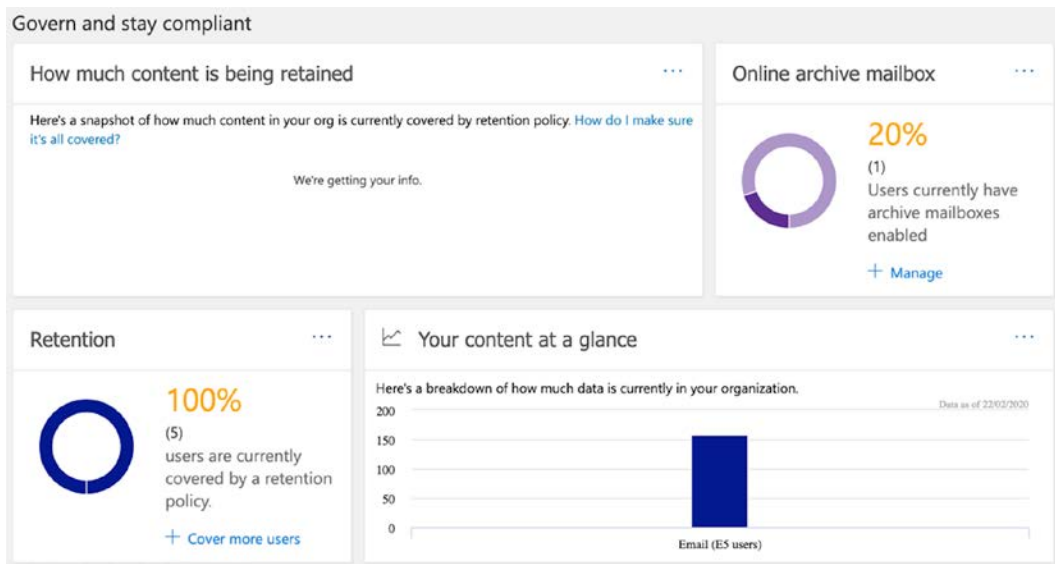 Govern and stay compliant
How much content is being retained
...
Here's a snapshot of how much content in your org is currently covered by retention policy. How do I make sure
it's all covered?
We're getting your info.
Online archive mailbox
...
20%
(1)
Users currently have
archive mailboxes
enabled
+ Manage
Retention
...
100%
(5)
users are currently
covered by a retention
policy.
+ Cover more users
Your content at a glance
...
Here's a breakdown of how much data is currently in your organization.
Data as of 22/02/2020
200
150
100
50
0
Email (E5 users)